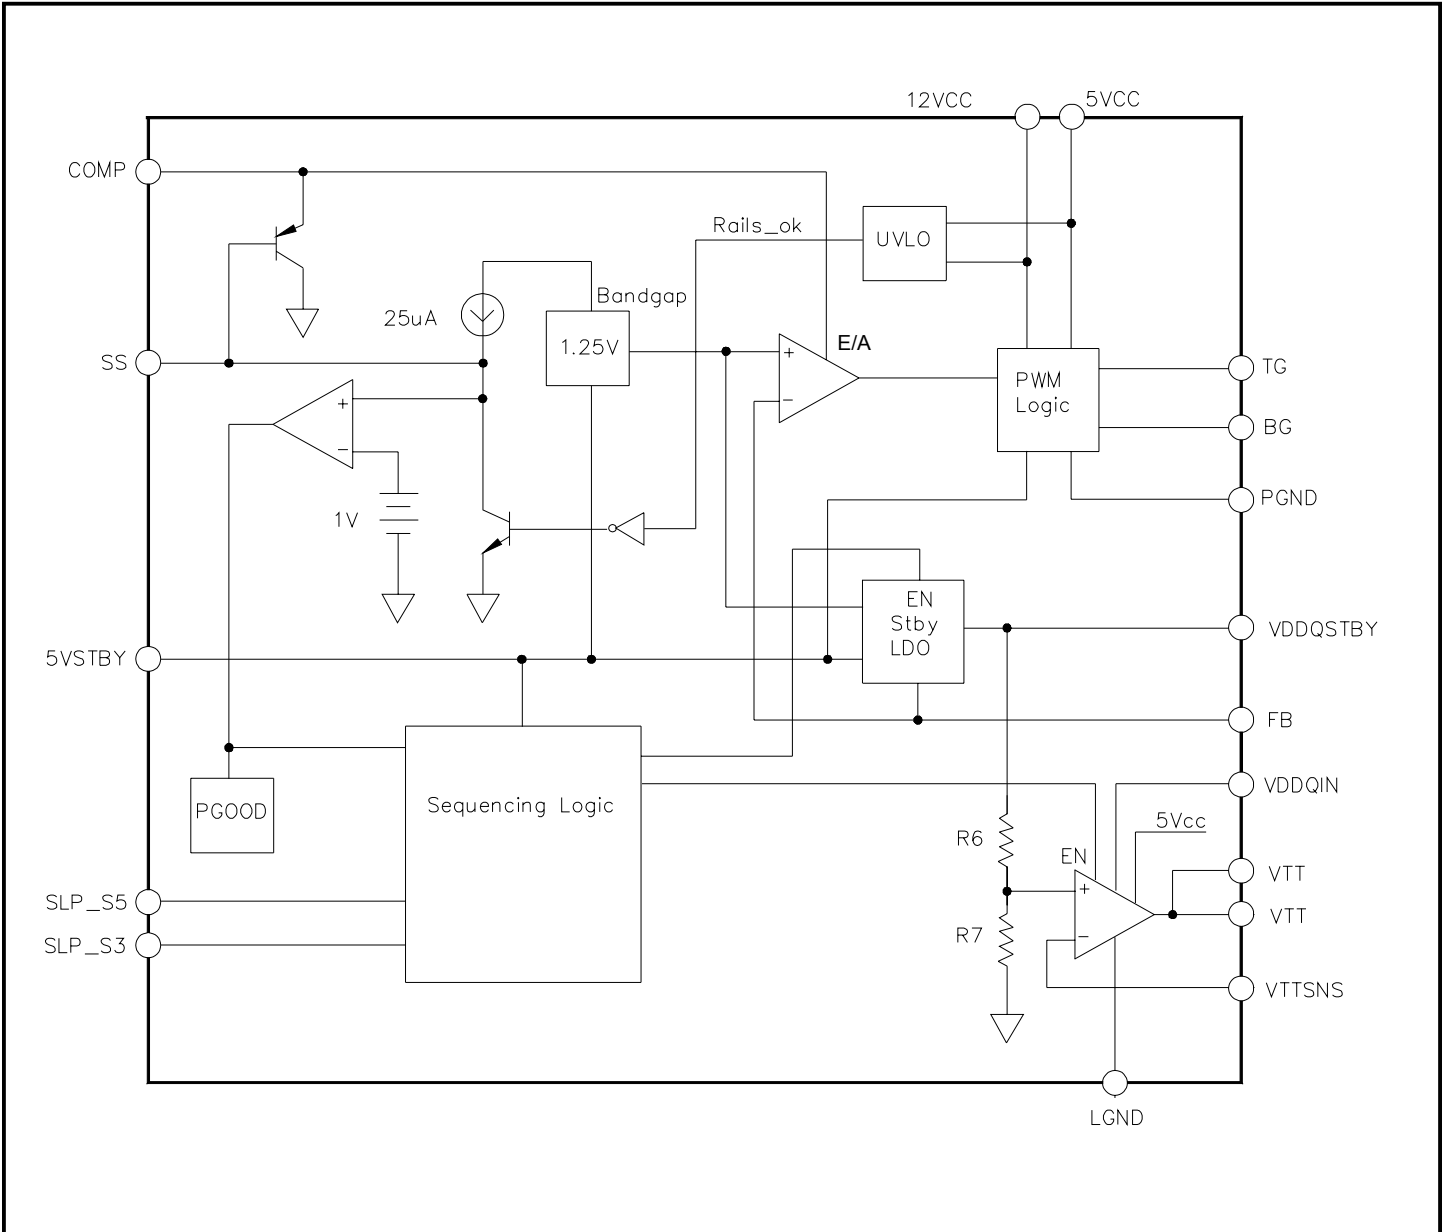 12VCC
5VCC
COMP
Rails_ok
UVLO
Bandgap
25uA
1.25V
+
E/A
−
SS
PWM
Logic
TG
BG
+
−
1V
PGND
EN
Stby
LDO
VDDQSTBY
5VSTBY
FB
VDDQIN
PGOOD
Sequencing Logic
5Vcc
R6
EN
+
−
VTT
VTT
SLP_S5
SLP_S3
R7
VTTSNS
LGND